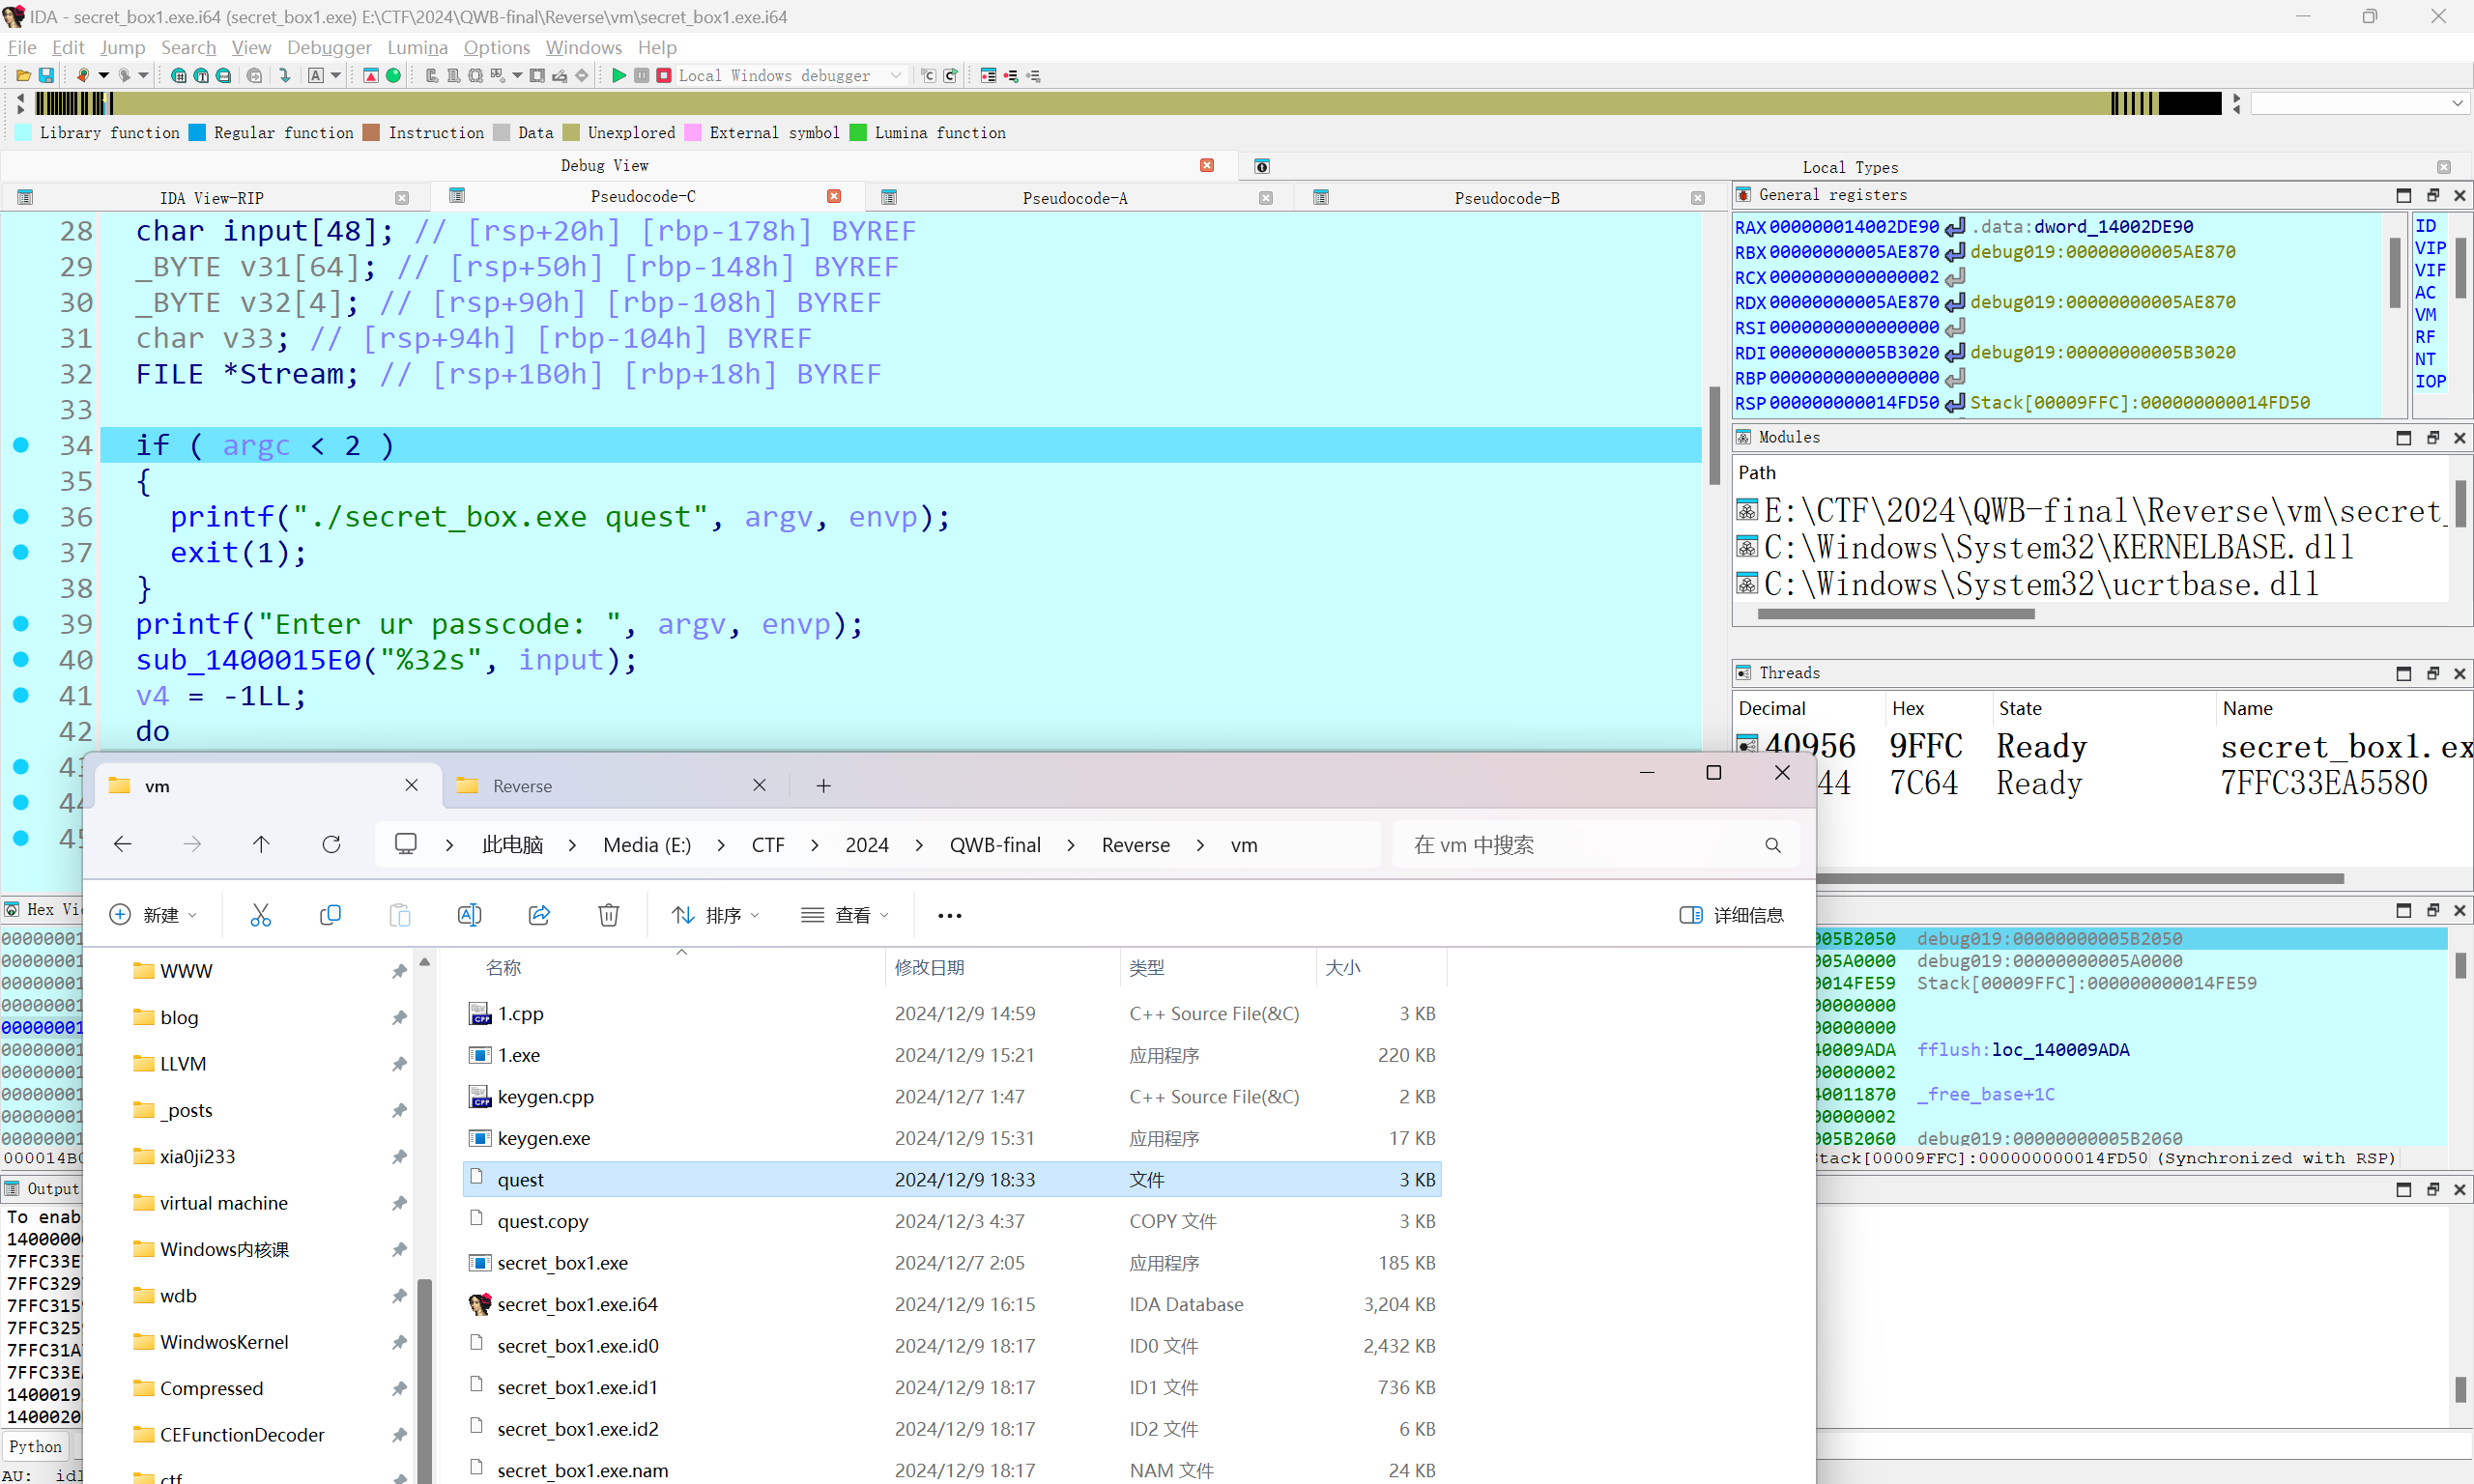 IDA - secret_box1.exe.i64 (secret_box1.exe) E:\CTF\2024\QWB-final\Reverse\vm\secret_box1.exe.i64
File Edit Jump Search View Debugger Lumina Options Windows Help
Local Windows debugger
Library function Regular function Instruction Data Unexplored External symbol Lumina function
Debug View Local Types
IDA View-RIP Pseudocode-C Pseudocode-A Pseudocode-B
28 char input[48]; // [rsp+20h] [rbp-178h] BYREF
29 _BYTE v31[64]; // [rsp+50h] [rbp-148h] BYREF
30 _BYTE v32[4]; // [rsp+90h] [rbp-108h] BYREF
31 char v33; // [rsp+94h] [rbp-104h] BYREF
32 FILE *Stream; // [rsp+1B0h] [rbp+18h] BYREF
33
34 if ( argc < 2 )
35 {
36 printf("./secret_box.exe quest", argv, envp);
37 exit(1);
38 }
39 printf("Enter ur passcode: ", argv, envp);
40 sub_1400015E0("%32s", input);
41 v4 = -1LL;
42 do
43
44
45
General registers
RAX 000000014002DE90 .data:dword_14002DE90
RBX 00000000005AE870 debug019:00000000005AE870
RCX 0000000000000002
RDX 00000000005AE870 debug019:00000000005AE870
RSI 0000000000000000
RDI 00000000005B3020 debug019:00000000005B3020
RBP 0000000000000000
RSP 000000000014FD50 Stack[00009FFC]:000000000014FD50
ID
VIP
VIF
AC
VM
RF
NT
IOP
Modules
Path
E:\CTF\2024\QWB-final\Reverse\vm\secret_
C:\Windows\System32\KERNELBASE.dll
C:\Windows\System32\ucrtbase.dll
Threads
Decimal Hex State Name
40956 9FFC Ready secret_box1.ex
44 7C64 Ready 7FFC33EA5580
vm Reverse
此电脑 > Media (E:) > CTF > 2024 > QWB-final > Reverse > vm
在 vm 中搜索
新建 排序 查看 详细信息
WWW
blog
LLVM
_posts
xia0ji233
virtual machine
Windows内核课
wdb
WindwosKernel
Compressed
CEFunctionDecoder
ctf
名称 修改日期 类型 大小
1.cpp 2024/12/9 14:59 C++ Source File(&C) 3 KB
1.exe 2024/12/9 15:21 应用程序 220 KB
keygen.cpp 2024/12/7 1:47 C++ Source File(&C) 2 KB
keygen.exe 2024/12/9 15:31 应用程序 17 KB
quest 2024/12/9 18:33 文件 3 KB
quest.copy 2024/12/3 4:37 COPY 文件 3 KB
secret_box1.exe 2024/12/7 2:05 应用程序 185 KB
secret_box1.exe.i64 2024/12/9 16:15 IDA Database 3,204 KB
secret_box1.exe.id0 2024/12/9 18:17 ID0 文件 2,432 KB
secret_box1.exe.id1 2024/12/9 18:17 ID1 文件 736 KB
secret_box1.exe.id2 2024/12/9 18:17 ID2 文件 6 KB
secret_box1.exe.nam 2024/12/9 18:17 NAM 文件 24 KB
Hex Vi
00000001
00000001
00000001
00000001
00000001
00000001
00000001
00000001
00000001
00000001
000014B0
Output
To enab
1400000
7FFC33E
7FFC329
7FFC315
7FFC325
7FFC31A
7FFC33E
1400019
1400020
Python
AU: idl
005B2050 debug019:00000000005B2050
005A0000 debug019:00000000005A0000
0014FE59 Stack[00009FFC]:000000000014FE59
00000000
00000000
40009ADA fflush:loc_140009ADA
00000002
40011870 _free_base+1C
00000002
005B2060 debug019:00000000005B2060
Stack[00009FFC]:000000000014FD50 (Synchronized with RSP)